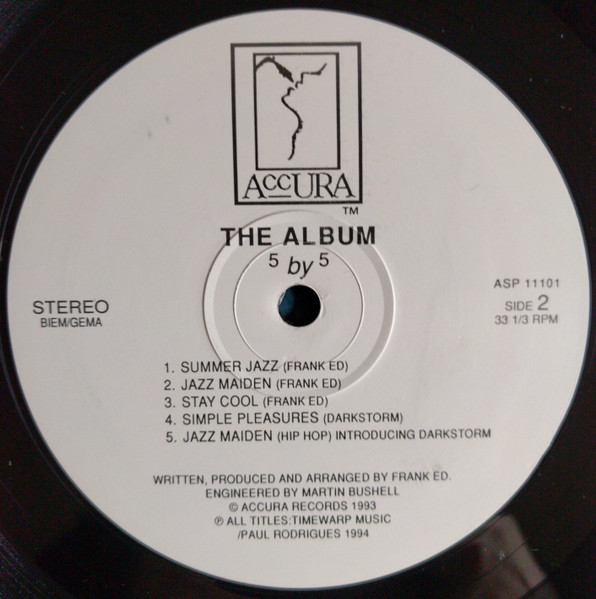 ACCURA
TM
THE ALBUM
5 by 5
STEREO
BIEM/GEMA
ASP 11101
SIDE 2
33 1/3 RPM
1. SUMMER JAZZ (FRANK ED)
2. JAZZ MAIDEN (FRANK ED)
3. STAY COOL (FRANK ED)
4. SIMPLE PLEASURES (DARKSTORM)
5. JAZZ MAIDEN (HIP HOP) INTRODUCING DARKSTORM
WRITTEN, PRODUCED AND ARRANGED BY FRANK ED.
ENGINEERED BY MARTIN BUSHELL
© ACCURA RECORDS 1993
℗ ALL TITLES:TIMEWARP MUSIC
/PAUL RODRIGUES 1994